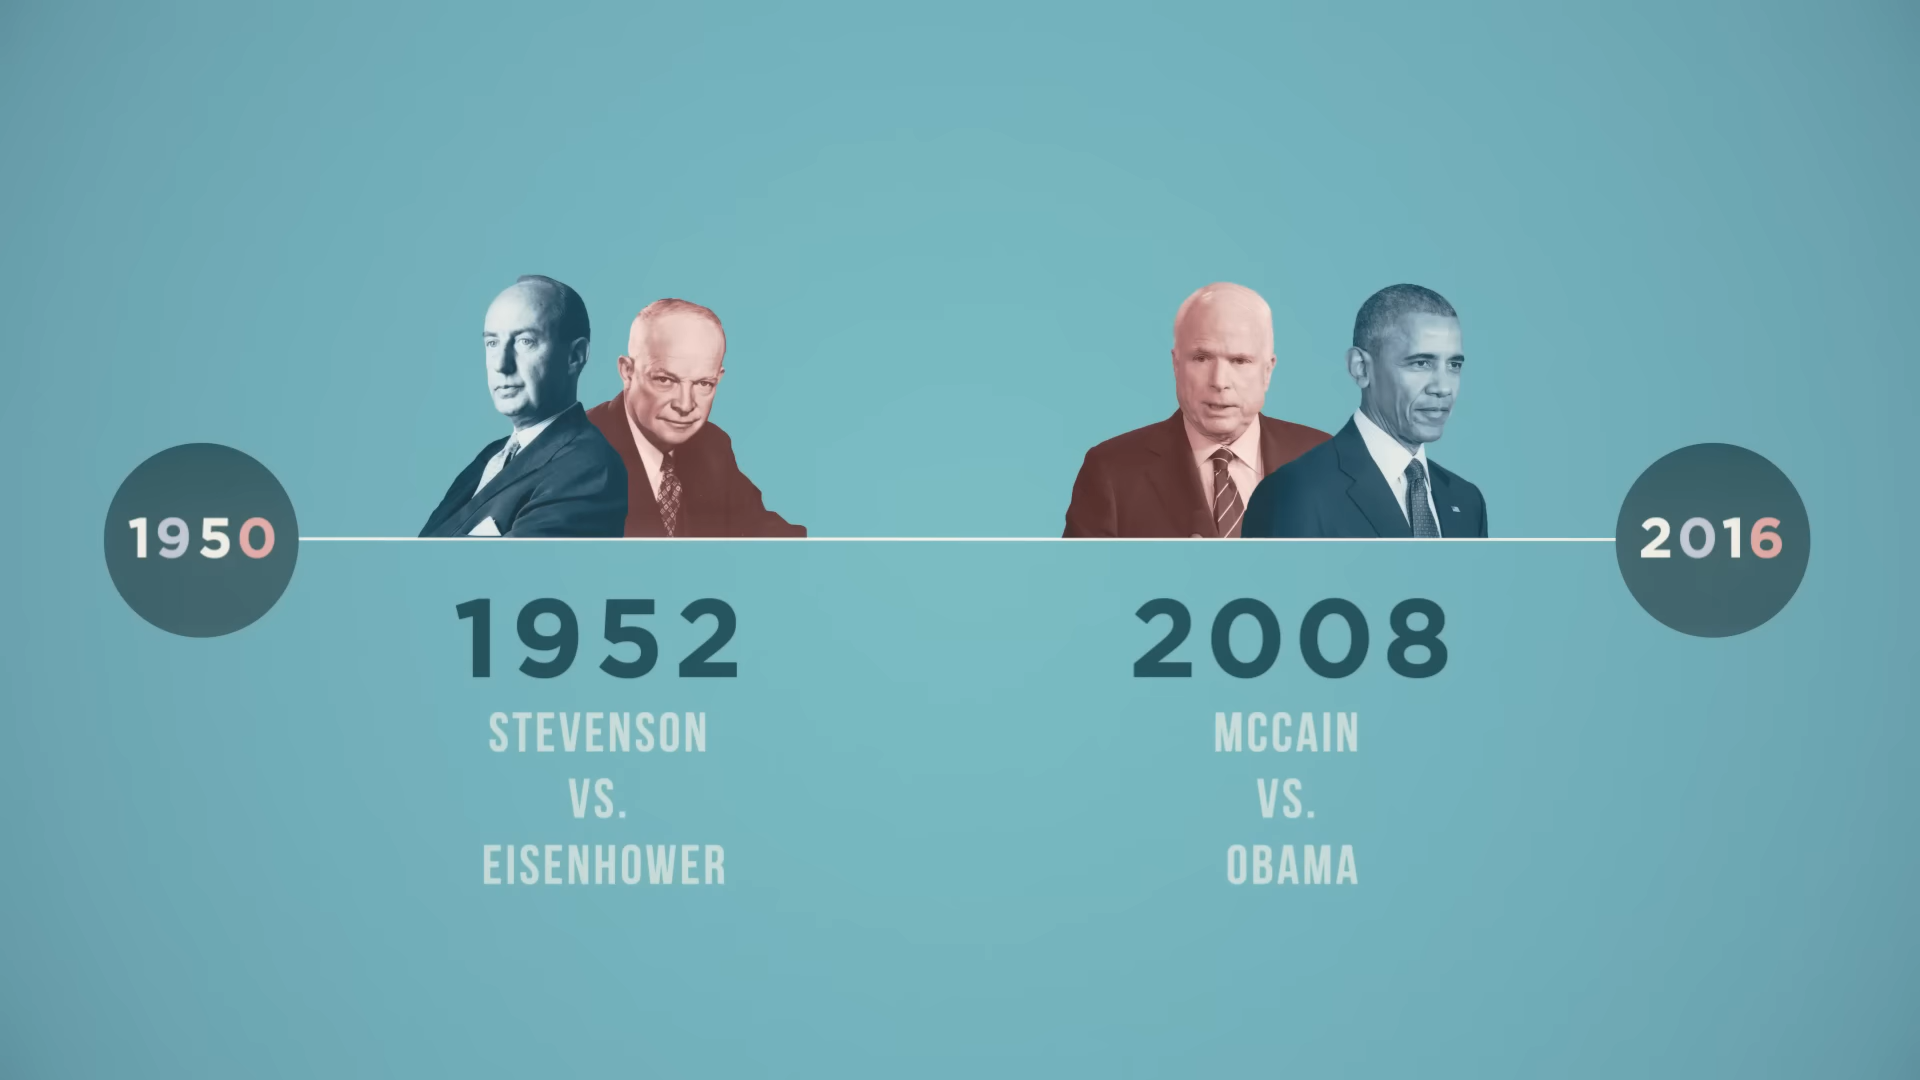 1950
2016
1952
STEVENSON
VS.
EISENHOWER
2008
MCCAIN
VS.
OBAMA